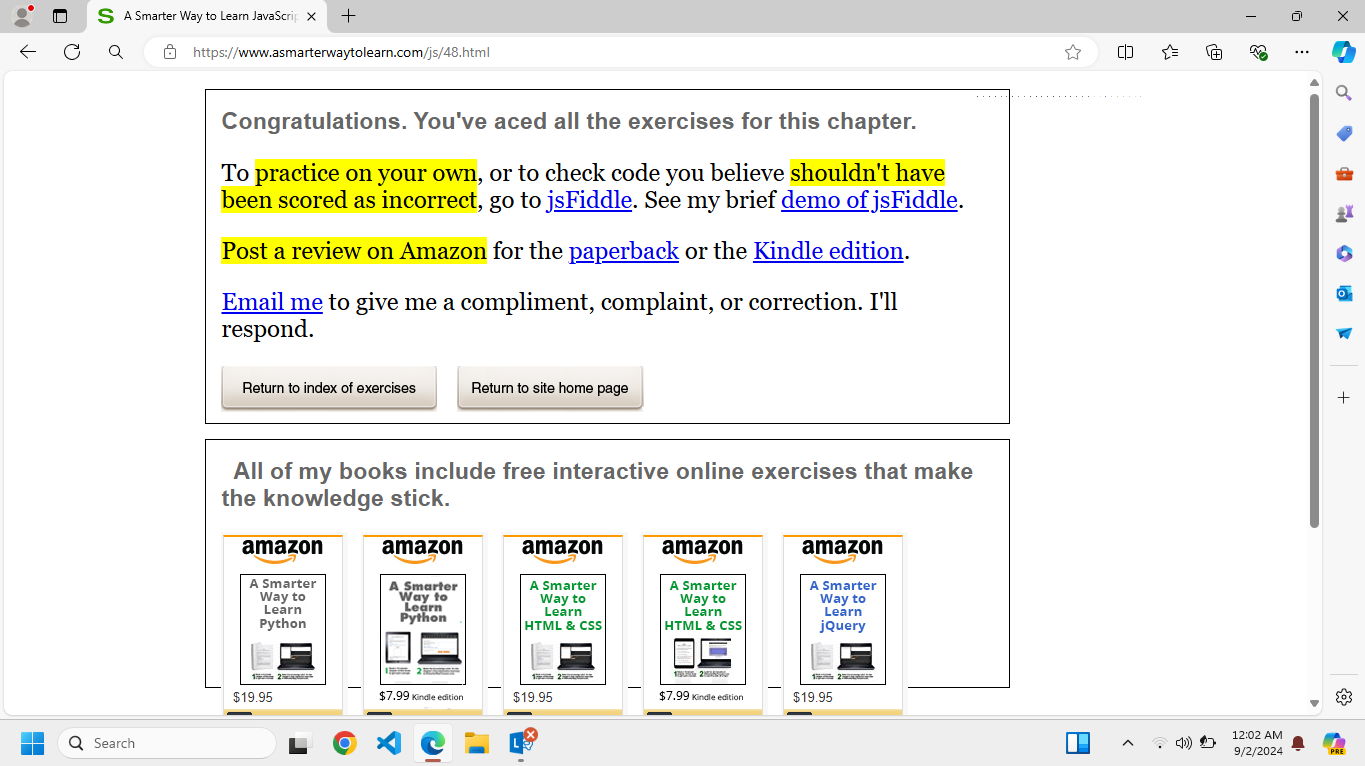 A Smarter Way to Learn JavaScrip
https://www.asmarterwaytolearn.com/js/48.html
Congratulations. You've aced all the exercises for this chapter.
To practice on your own, or to check code you believe shouldn't have
been scored as incorrect, go to jsFiddle. See my brief demo of jsFiddle.
Post a review on Amazon for the paperback or the Kindle edition.
Email me to give me a compliment, complaint, or correction. I'll
respond.
Return to index of exercises
Return to site home page
All of my books include free interactive online exercises that make
the knowledge stick.
amazon
A Smarter
Way to
Learn
Python
$19.95
amazon
A Smarter
Way to
Learn
Python
$7.99 Kindle edition
amazon
A Smarter
Way to
Learn
HTML & CSS
$19.95
amazon
A Smarter
Way to
Learn
HTML & CSS
$7.99 Kindle edition
amazon
A Smarter
Way to
Learn
jQuery
$19.95
Search
12:02 AM
9/2/2024
PRE